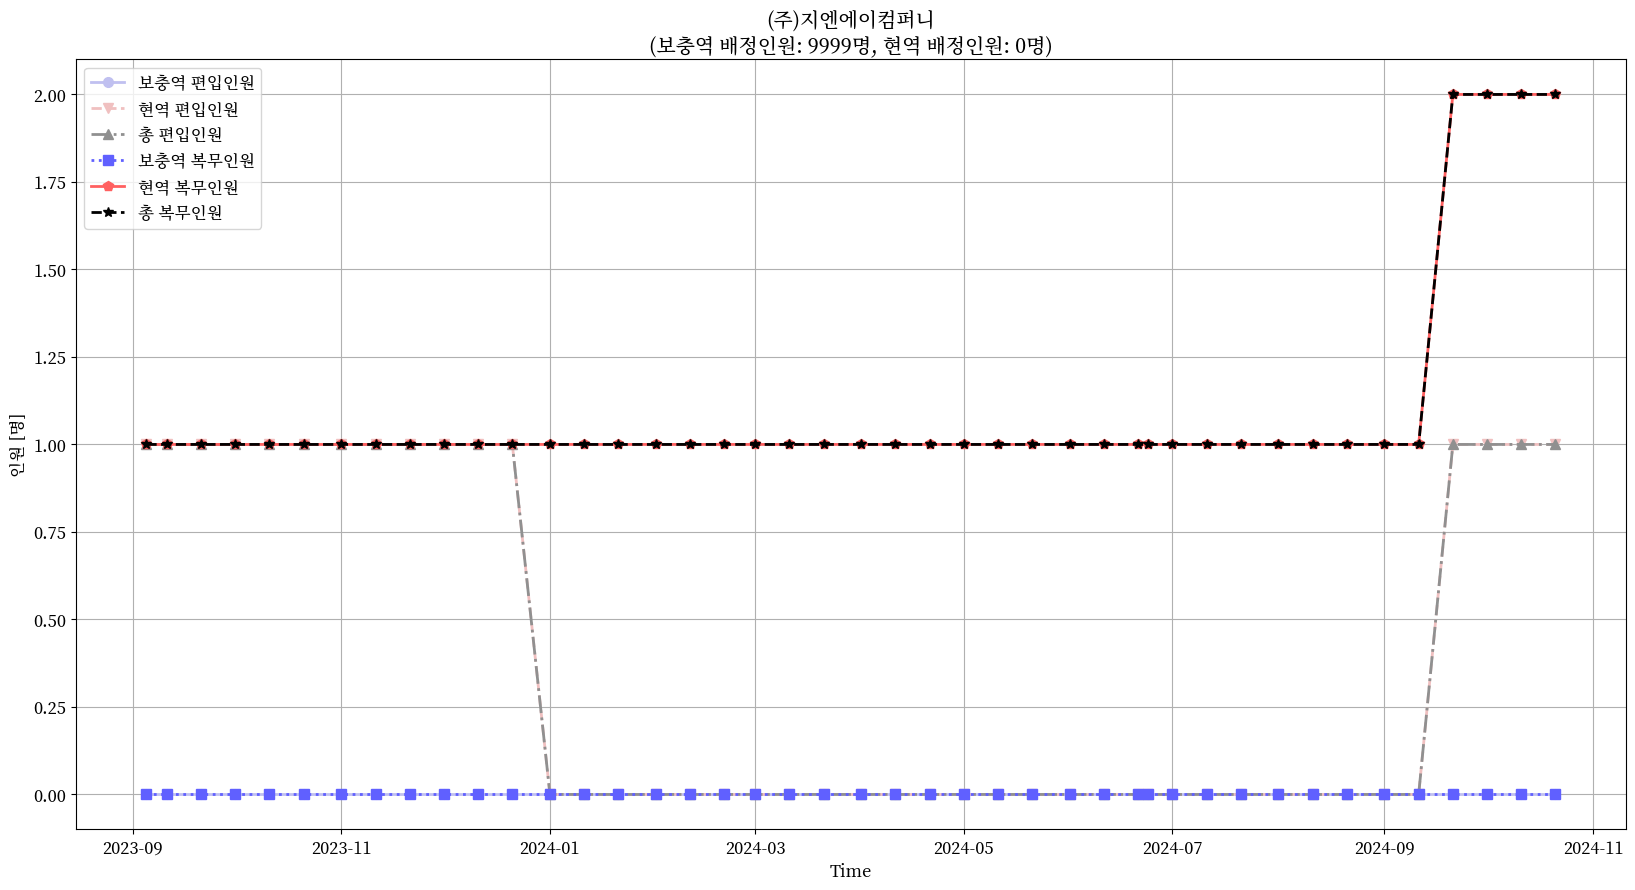 (주)지엔에이컴퍼니
(보충역 배정인원: 9999명, 현역 배정인원: 0명)
보충역 편입인원
현역 편입인원
총 편입인원
보충역 복무인원
현역 복무인원
총 복무인원
2.00
1.75
1.50
1.25
1.00
0.75
0.50
0.25
0.00
인원 [명]
2023-09
2023-11
2024-01
2024-03
2024-05
2024-07
2024-09
2024-11
Time